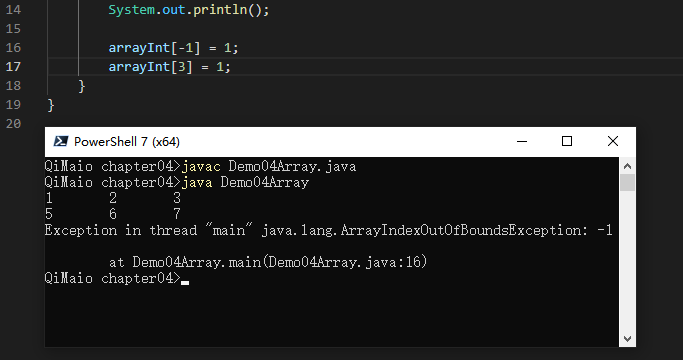 14 System.out.println();
15
16 arrayInt[-1] = 1;
17 arrayInt[3] = 1;
18 }
19 }
20
PowerShell 7 (x64)
QiMaio chapter04>javac Demo04Array.java
QiMaio chapter04>java Demo04Array
1 2 3
5 6 7
Exception in thread "main" java.lang.ArrayIndexOutOfBoundsException: -1
at Demo04Array.main(Demo04Array.java:16)
QiMaio chapter04>